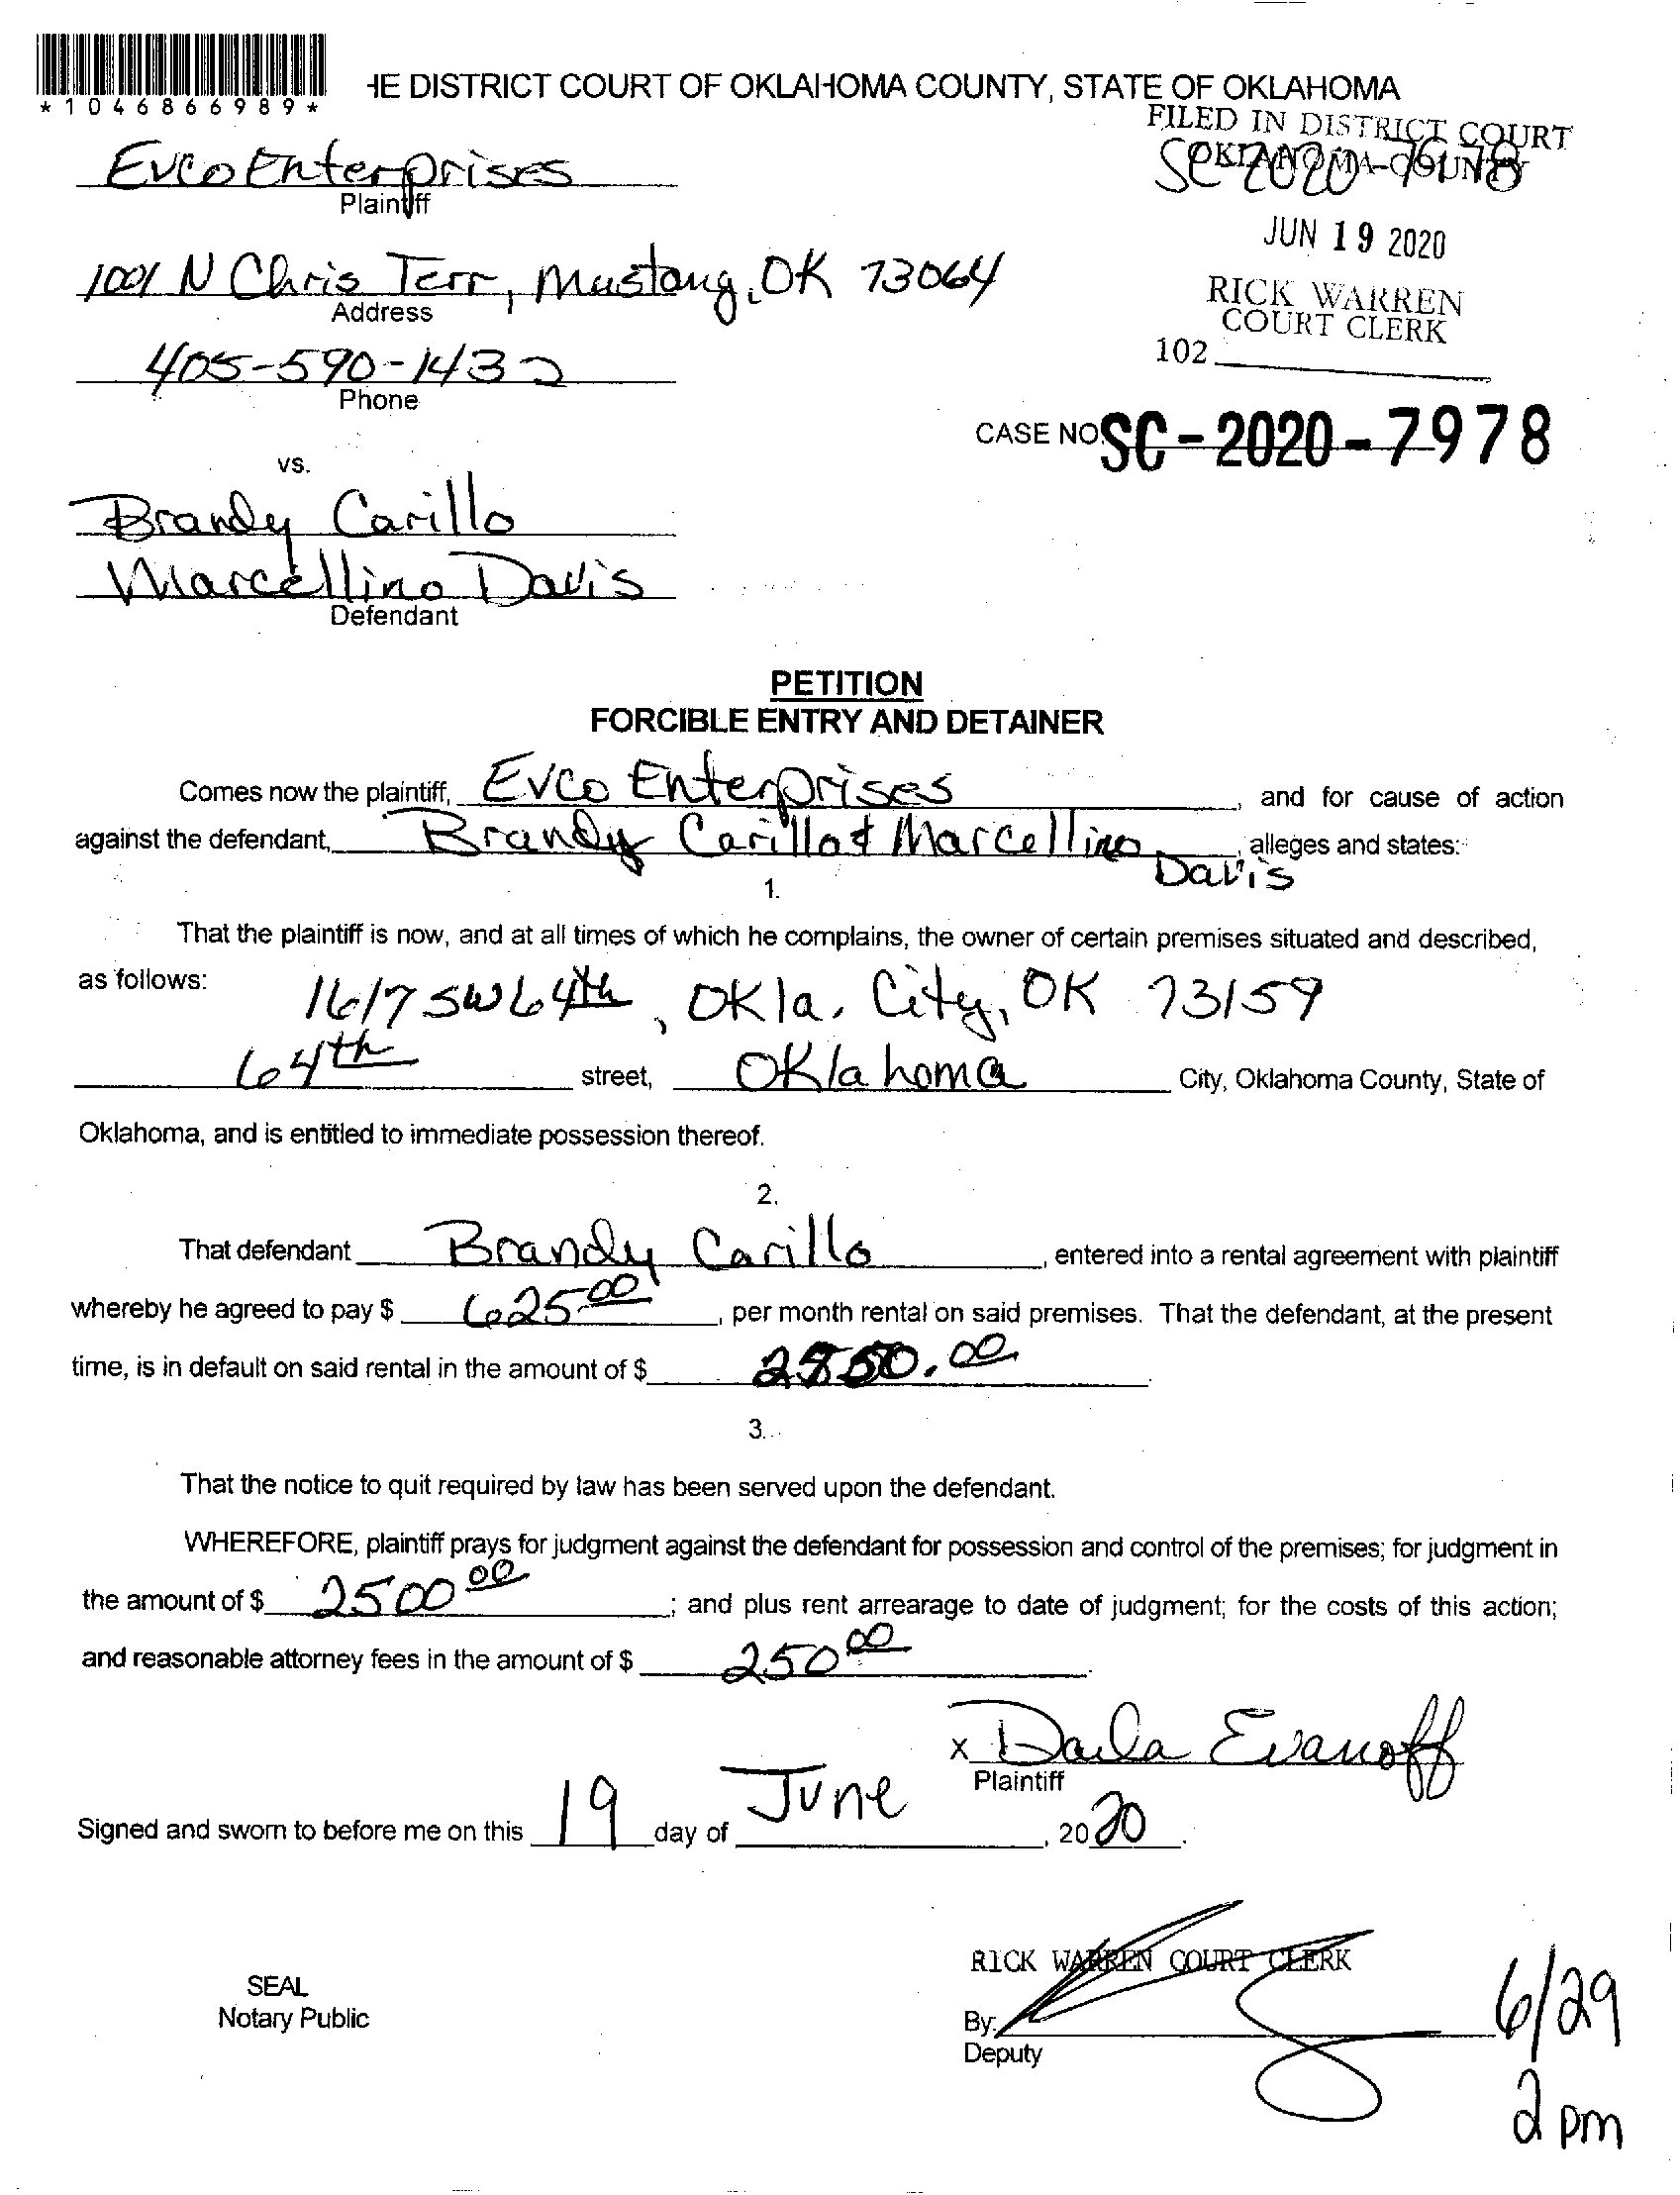 *1046866989*
HE DISTRICT COURT OF OKLAHOMA COUNTY, STATE OF OKLAHOMA
FILED IN DISTRICT COURT
OKLAHOMA COUNTY
SC-2020-7978
Evco Enterprises
Plaintiff
JUN 19 2020
1001 N Chris Terr, Mustang, OK 73064
Address
RICK WARREN
COURT CLERK
102
405-590-1432
Phone
CASE NO. SC-2020-7978
vs.
Brandy Carillo
Marcellino Davis
Defendant
PETITION
FORCIBLE ENTRY AND DETAINER
Comes now the plaintiff, Evco Enterprises, and for cause of action
against the defendant, Brandy Carillo & Marcellino Davis, alleges and states:
1.
That the plaintiff is now, and at all times of which he complains, the owner of certain premises situated and described,
as follows: 1617 SW 64th, Okla. City, OK 73159
64th street, Oklahoma City, Oklahoma County, State of
Oklahoma, and is entitled to immediate possession thereof.
2.
That defendant Brandy Carillo, entered into a rental agreement with plaintiff
whereby he agreed to pay $ 625.00, per month rental on said premises. That the defendant, at the present
time, is in default on said rental in the amount of $
3.
That the notice to quit required by law has been served upon the defendant.
WHEREFORE, plaintiff prays for judgment against the defendant for possession and control of the premises; for judgment in
the amount of $ 2500 00; and plus rent arrearage to date of judgment; for the costs of this action;
and reasonable attorney fees in the amount of $ 250 00.
x Darla Evanoff
Plaintiff
Signed and sworn to before me on this 19 day of June, 2020.
RICK WARREN COURT CLERK
SEAL
Notary Public
By:
Deputy
6/29
2 pm